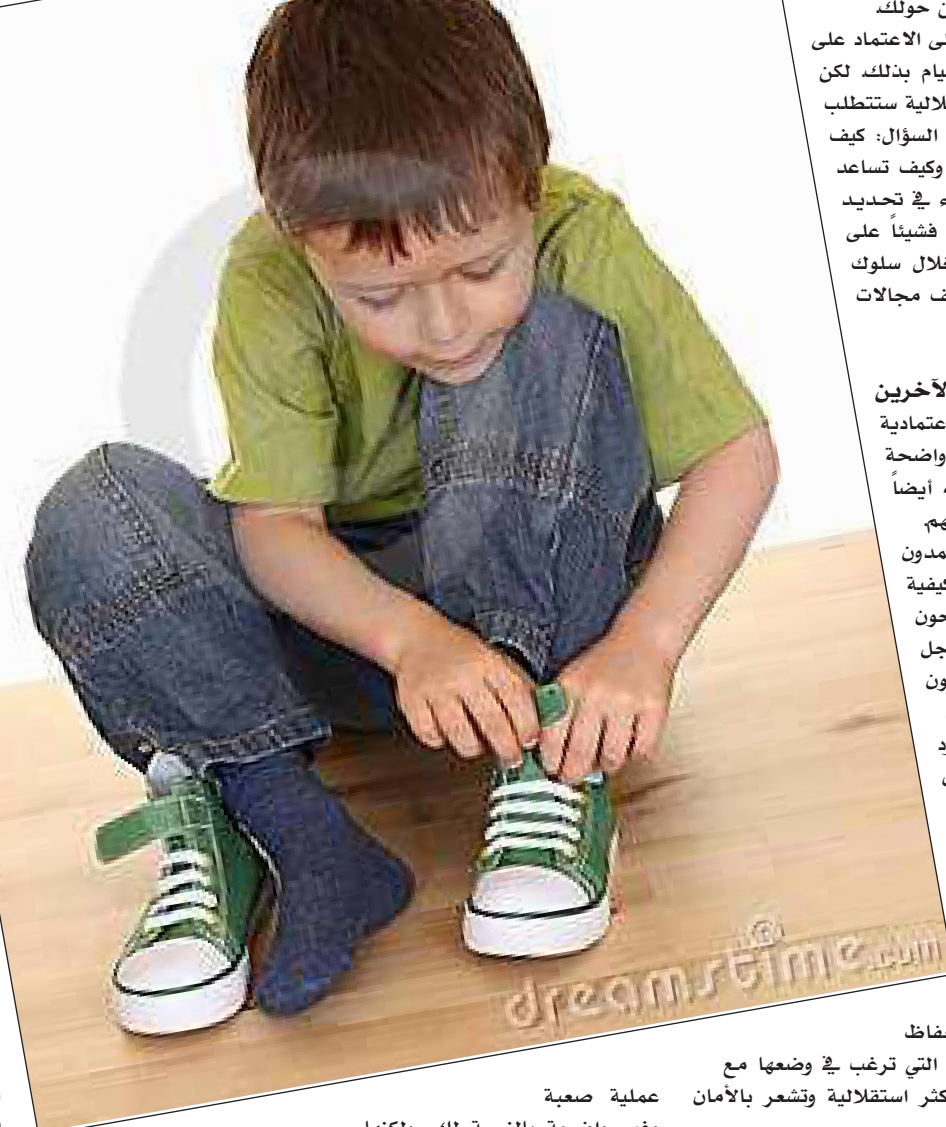 ن حولك
ى الاعتماد على
يام بذلك. لكن
لالية ستتطلب
السؤال: كيف
وكيف تساعد
ء في تحديد
فشيئاً على
خلال سلوك
ف مجالات
لآخرين
عتمادية
واضحة
، أيضاً
هم.
مدون
كيفية
حون
جل
ون
د
فاظ
التي ترغب في وضعها مع
كثر استقلالية وتشعر بالأمان
عملية صعبة
dreamstime.com